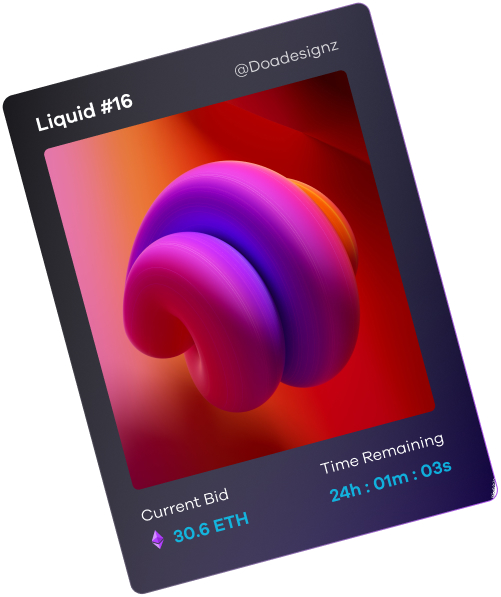 Liquid #16
@Doadesignz
Current Bid
Time Remaining
30.6 ETH
24h : 01m : 03s